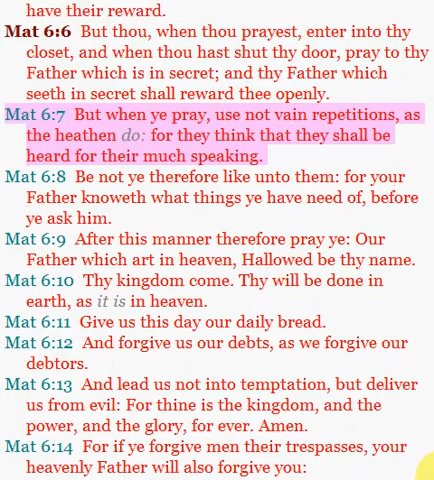 have their reward.
Mat 6:6 But thou, when thou prayest, enter into thy
closet, and when thou hast shut thy door, pray to thy
Father which is in secret; and thy Father which
seeth in secret shall reward thee openly.
Mat 6:7 But when ye pray, use not vain repetitions, as
the heathen do: for they think that they shall be
heard for their much speaking.
Mat 6:8 Be not ye therefore like unto them: for your
Father knoweth what things ye have need of, before
ye ask him.
Mat 6:9 After this manner therefore pray ye: Our
Father which art in heaven, Hallowed be thy name.
Mat 6:10 Thy kingdom come. Thy will be done in
earth, as it is in heaven.
Mat 6:11 Give us this day our daily bread.
Mat 6:12 And forgive us our debts, as we forgive our
debtors.
Mat 6:13 And lead us not into temptation, but deliver
us from evil: For thine is the kingdom, and the
power, and the glory, for ever. Amen.
Mat 6:14 For if ye forgive men their trespasses, your
heavenly Father will also forgive you: